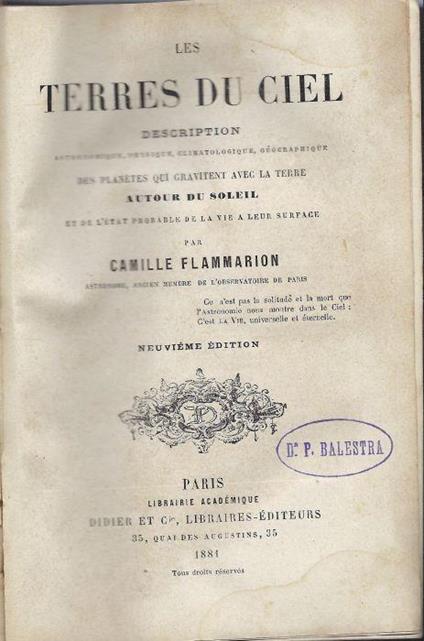 LES
TERRES DU CIEL
DESCRIPTION
ASTRONOMIQUE, PHYSIQUE, CLIMATOLOGIQUE, GÉOGRAPHIQUE
DES PLANÈTES QUI GRAVITENT AVEC LA TERRE
AUTOUR DU SOLEIL
ET DE L'ÉTAT PROBABLE DE LA VIE A LEUR SURFACE
PAR
CAMILLE FLAMMARION
ASTRONOME, ANCIEN MEMBRE DE L'OBSERVATOIRE DE PARIS
Ce n'est pas la solitude et la mort que
l'Astronomie nous montre dans le Ciel :
C'est LA VIE, universelle et éternelle.
NEUVIÈME ÉDITION
D
Dª P. BALESTRA
PARIS
LIBRAIRIE ACADÉMIQUE
DIDIER ET Cie, LIBRAIRES-ÉDITEURS
35, QUAI DES AUGUSTINS, 35
1881
Tous droits réservés